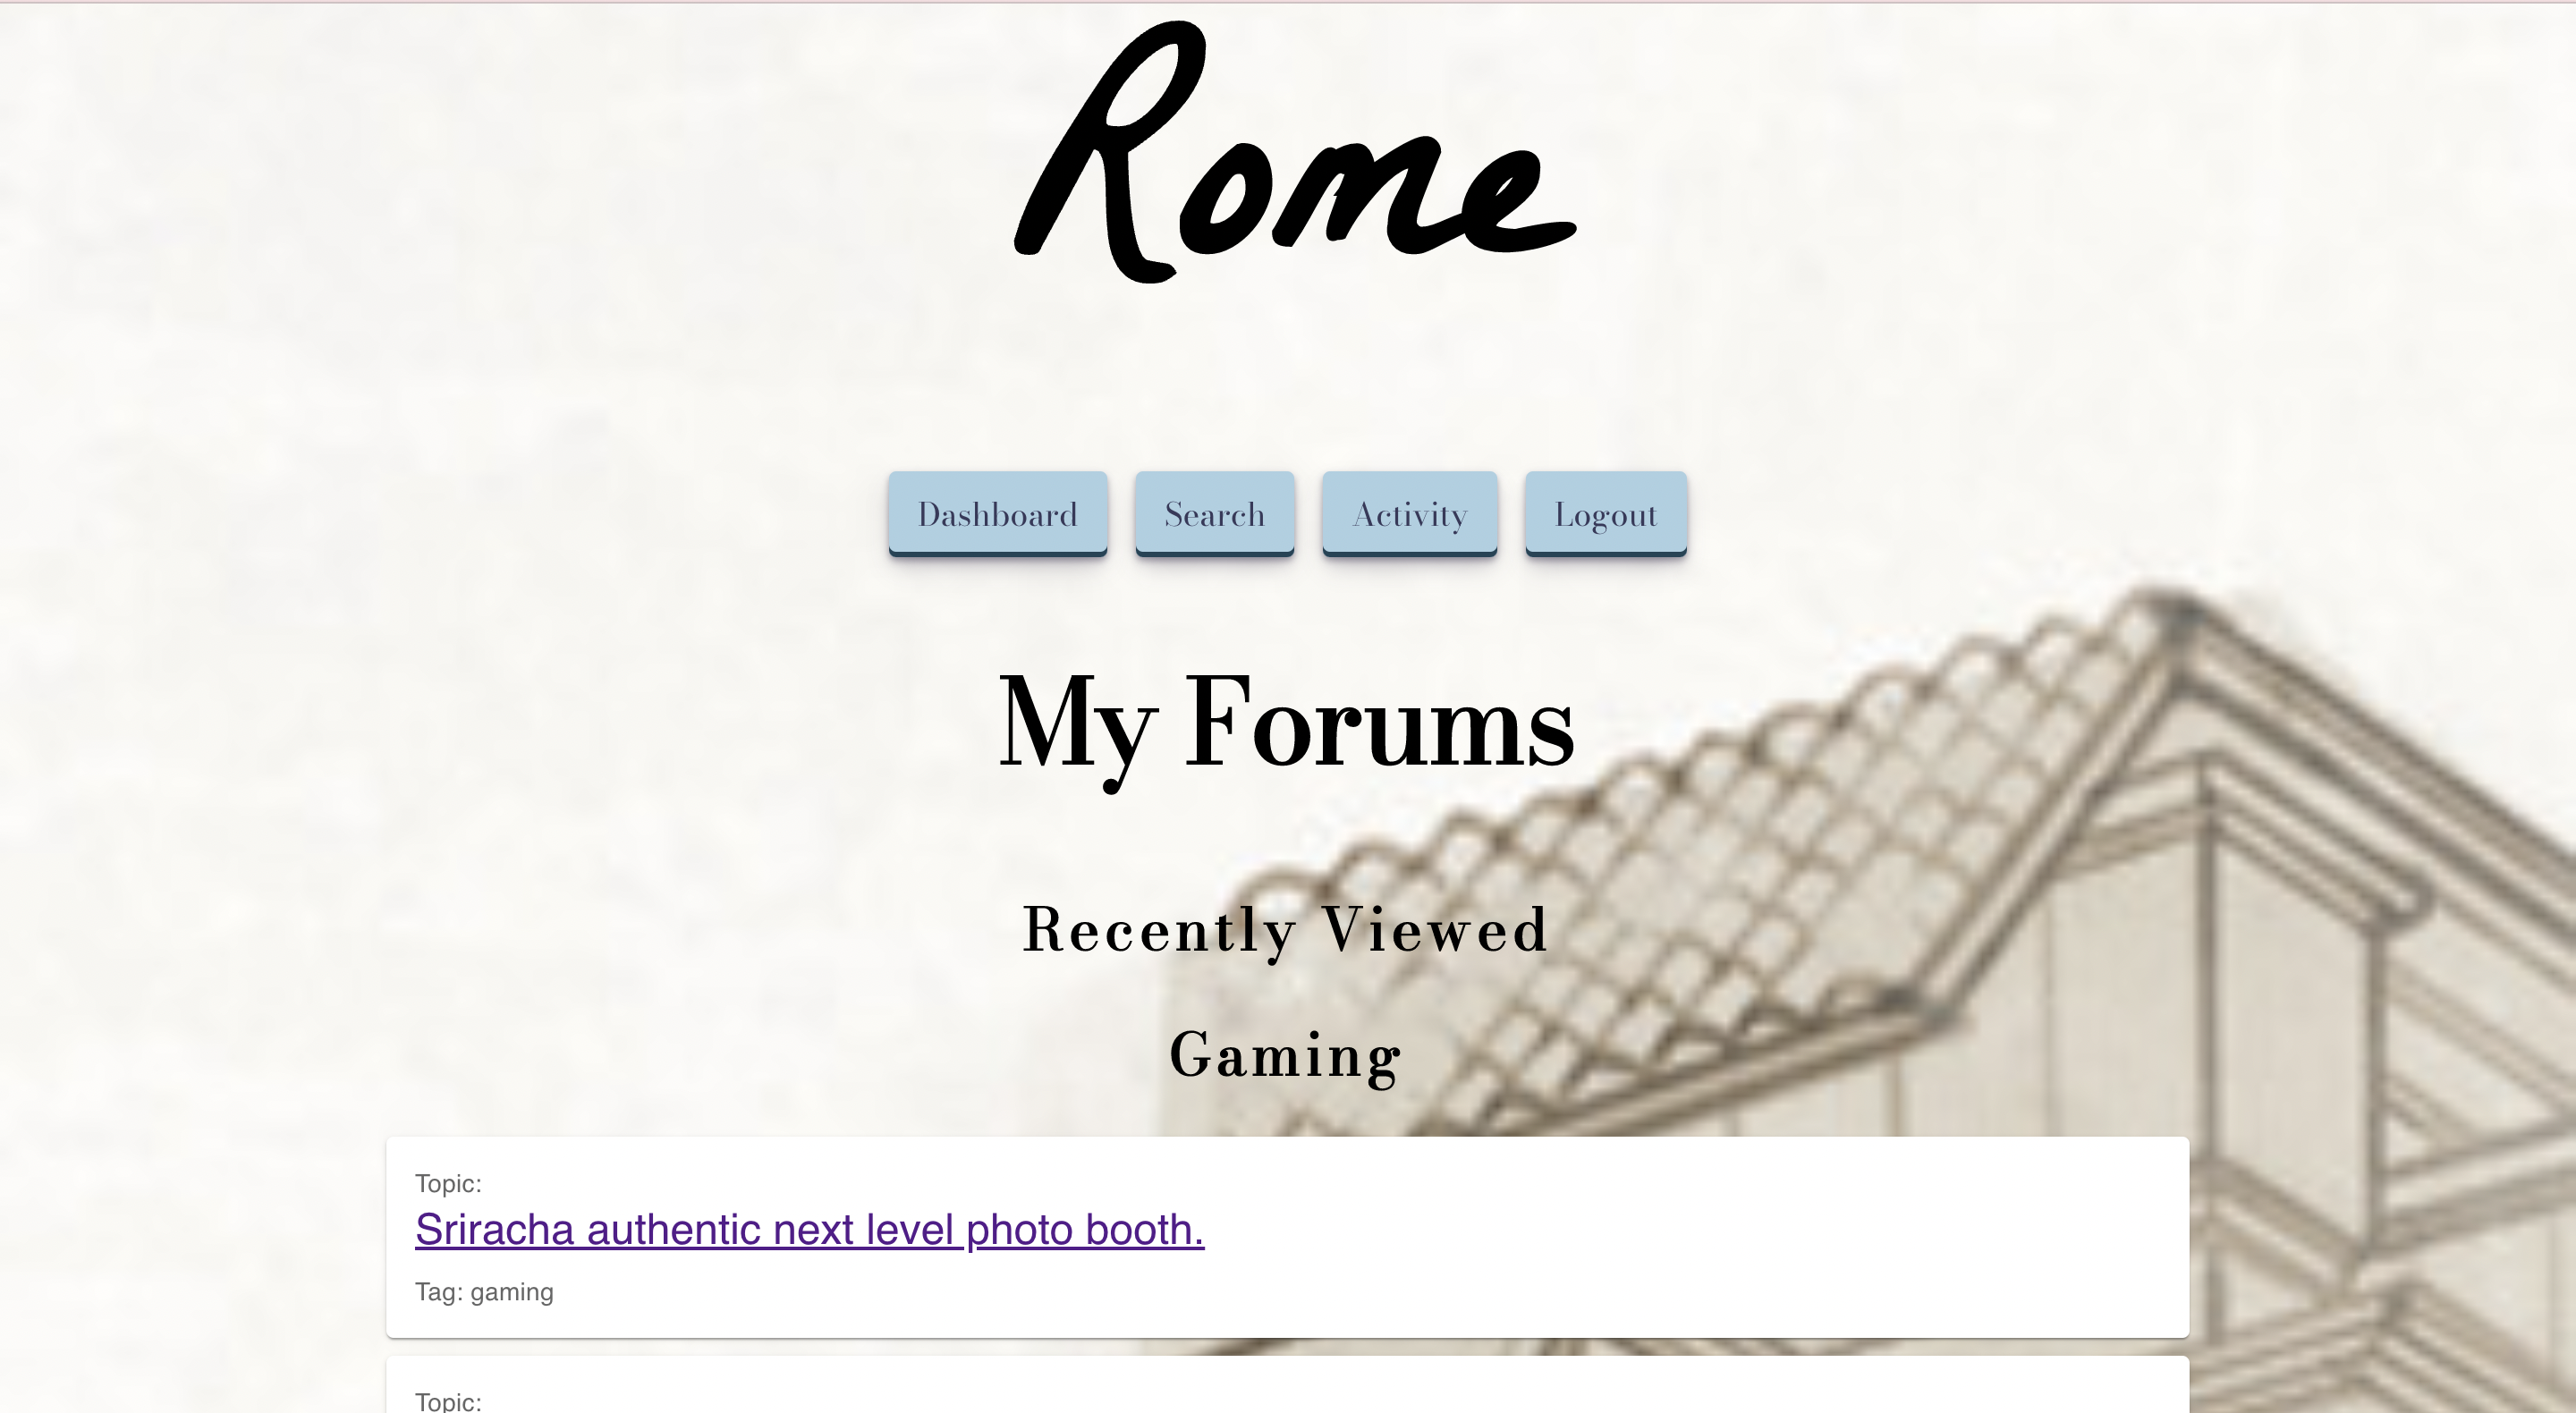 Rome
Dashboard Search Activity Logout
My Forums
Recently Viewed
Gaming
Topic:
Sriracha authentic next level photo booth.
Tag: gaming
Topic: